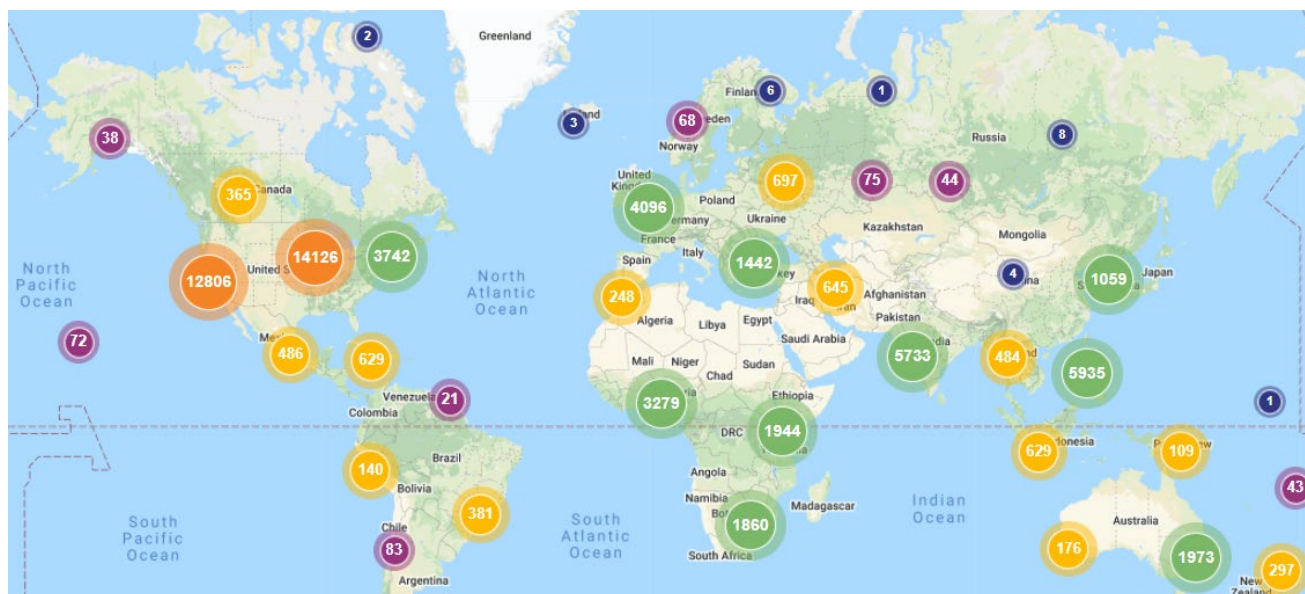 2
Greenland
38
3
68
Norway
6
1
Russia
8
365
United
4096
Poland
Ukraine
697
75
44
Kazakhstan
Mongolia
North
Pacific
Ocean
12806
14126
3742
North
Atlantic
Ocean
France
Spain
Italy
1442
645
Afghanistan
Pakistan
4
1059
Japan
72
486
629
248
Algeria
Libya
Egypt
Saudi Arabia
5733
484
5935
Mali
Niger
Chad
Sudan
Ethiopia
21
Venezuela
Colombia
3279
1944
DRC
1
140
Brazil
Bolivia
Angola
Namibia
Madagascar
Indian
Ocean
629
109
43
South
Pacific
Ocean
Chile
83
381
Argentina
South
Atlantic
Ocean
1860
South Africa
Australia
176
1973
297
New
Zealand